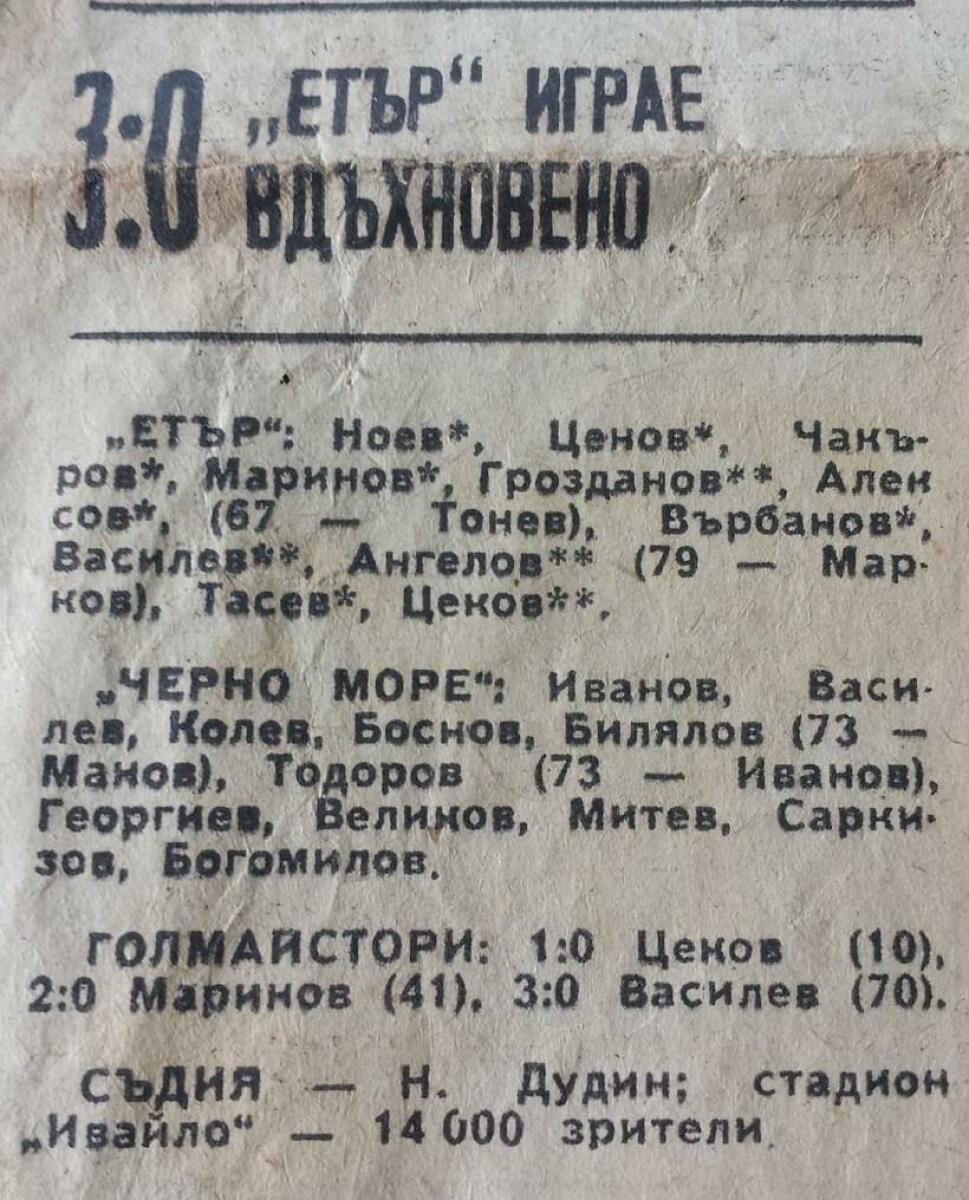 3:0 „ЕТЪР“ ИГРАЕ
ВДЪХНОВЕНО
„ЕТЪР“: Ноев*, Ценов*, Чакъ-
ров*, Маринов*, Грозданов**, Алек
сов*, (67 — Тонев), Върбанов*,
Василев**, Ангелов** (79 — Мар-
ков), Тасев*, Цеков**.
„ЧЕРНО МОРЕ“: Иванов, Васи-
лев, Колев, Боснов, Билялов (73 —
Манов), Тодоров (73 — Иванов),
Георгиев, Великов, Митев, Сарки-
зов, Богомилов.
ГОЛМАЙСТОРИ: 1:0 Цеков (10),
2:0 Маринов (41), 3:0 Василев (70).
СЪДИЯ — Н. Дудин; стадион
„Ивайло“ — 14 000 зрители.